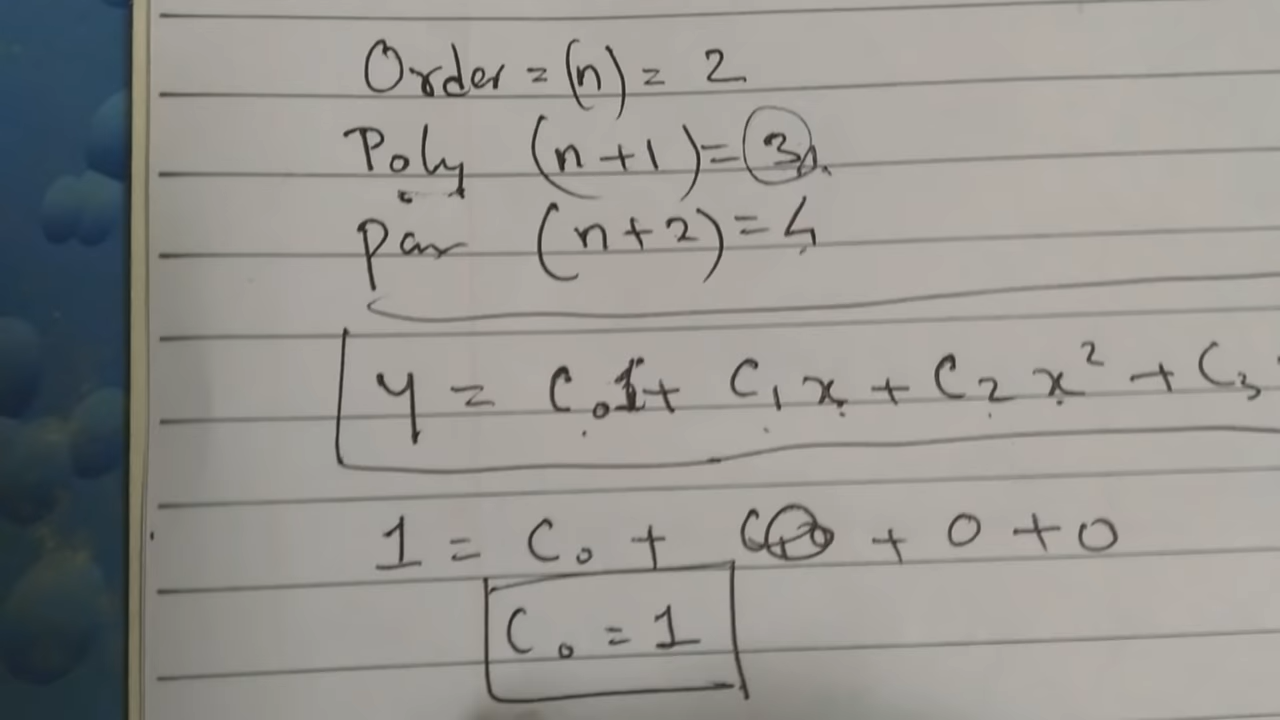 Order = (n) = 2
Poly (n+1) = 3
Par (n+2) = 4
y = C₀1 + C₁x + C₂x² + C₃
1 = C₀ + + 0 + 0
C₀ = 1